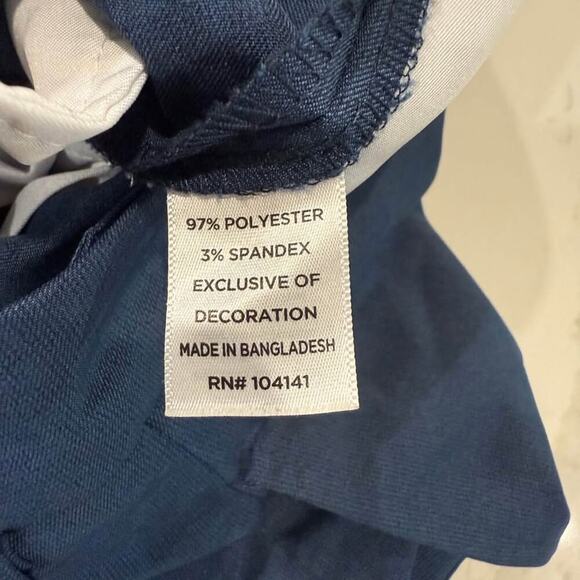 97% POLYESTER
3% SPANDEX
EXCLUSIVE OF
DECORATION
MADE IN BANGLADESH
RN# 104141